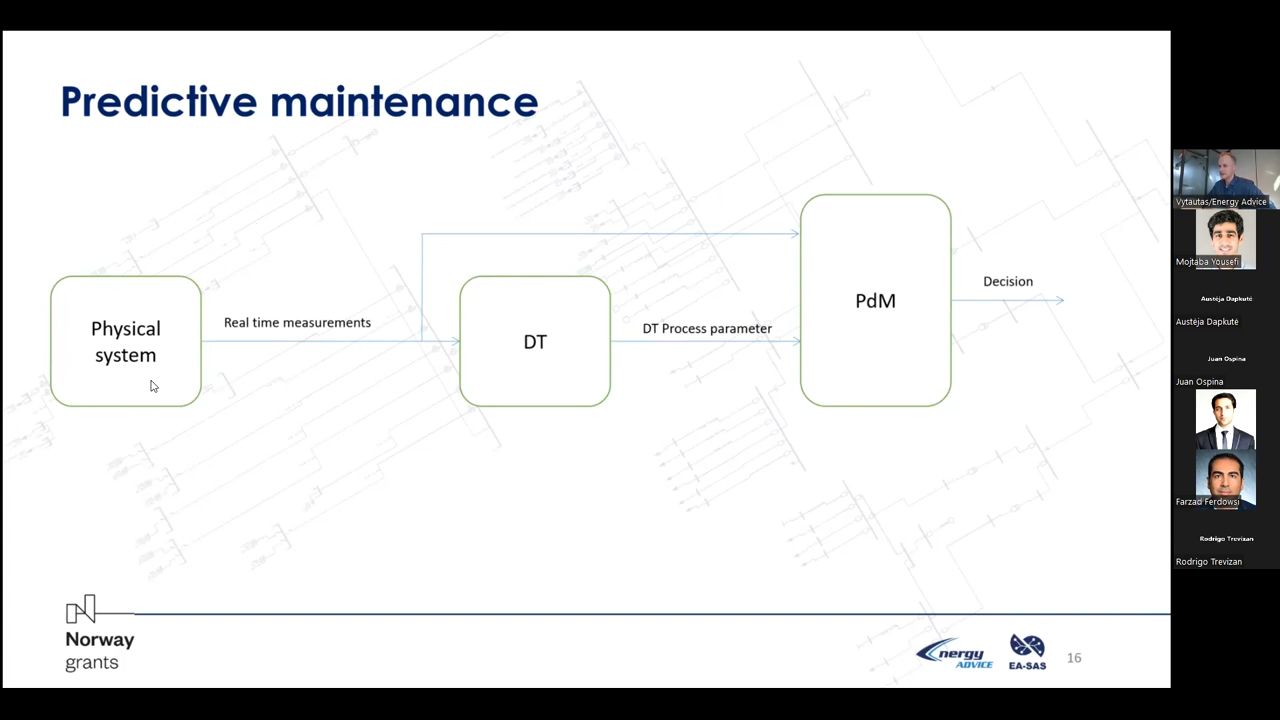 Predictive maintenance
Physical
system
Real time measurements
DT
DT Process parameter
PdM
Decision
Norway
grants
nergy
ADVICE
EA-SAS
16
Vytautas/Energy Advice
Mojtaba Yousefi
Austėja Dapkutė
Austėja Dapkutė
Juan Ospina
Juan Ospina
Farzad Ferdowsi
Rodrigo Trevizan
Rodrigo Trevizan